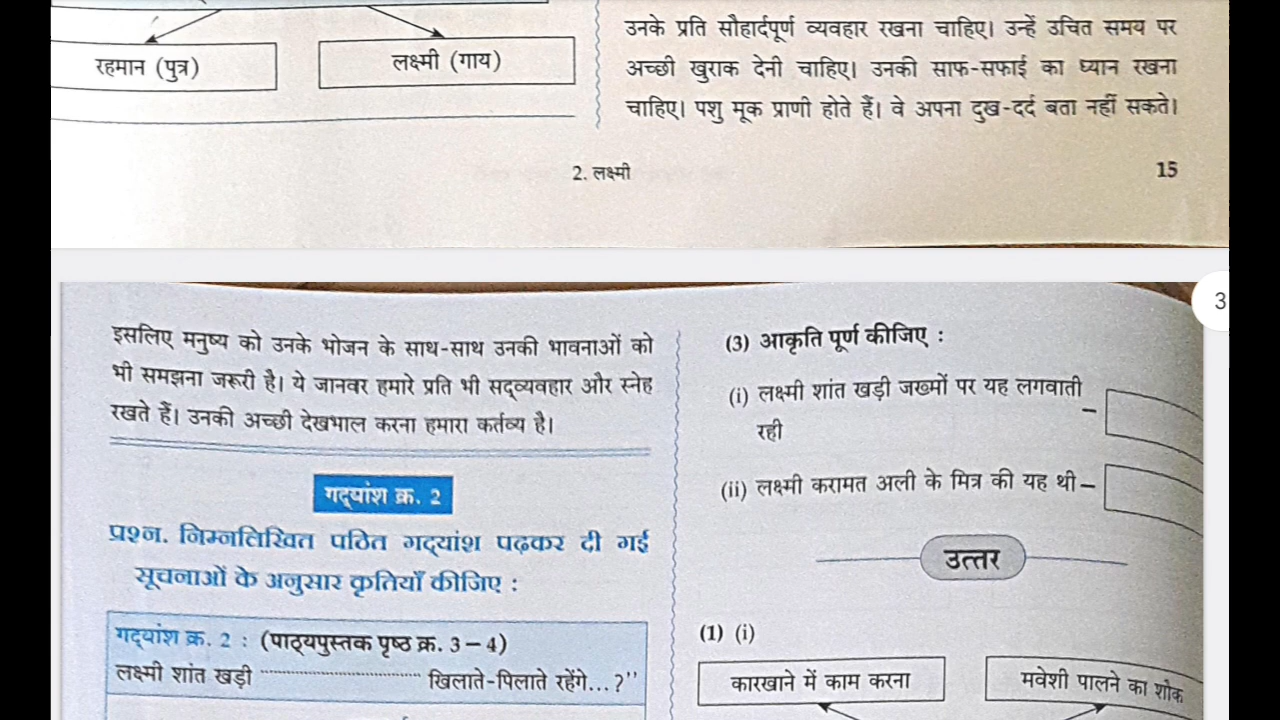 रहमान (पुत्र)
लक्ष्मी (गाय)
उनके प्रति सौहार्दपूर्ण व्यवहार रखना चाहिए। उन्हें उचित समय पर
अच्छी खुराक देनी चाहिए। उनकी साफ-सफाई का ध्यान रखना
चाहिए। पशु मूक प्राणी होते हैं। वे अपना दुख-दर्द बता नहीं सकते।
2. लक्ष्मी
15
3
इसलिए मनुष्य को उनके भोजन के साथ-साथ उनकी भावनाओं को
भी समझना जरूरी है। ये जानवर हमारे प्रति भी सद्‌व्यवहार और स्नेह
रखते हैं। उनकी अच्छी देखभाल करना हमारा कर्तव्य है।
गद्‌यांश क्र. 2
प्रश्न. निम्नलिखित पठित गद्‌यांश पढ़कर दी गई
सूचनाओं के अनुसार कृतियाँ कीजिए :
गद्‌यांश क्र. 2 : (पाठ्‌यपुस्तक पृष्ठ क्र. 3 – 4)
लक्ष्मी शांत खड़ी .............................. खिलाते-पिलाते रहेंगे...?''
(3) आकृति पूर्ण कीजिए :
(i) लक्ष्मी शांत खड़ी जख्मों पर यह लगवाती –
रही
(ii) लक्ष्मी करामत अली के मित्र की यह थी –
उत्तर
(1) (i)
कारखाने में काम करना
मवेशी पालने का शौक